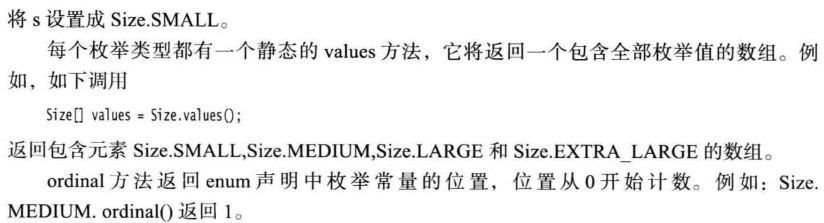 将 s 设置成 Size.SMALL。
每个枚举类型都有一个静态的 values 方法，它将返回一个包含全部枚举值的数组。例
如，如下调用
Size[] values = Size.values();
返回包含元素 Size.SMALL,Size.MEDIUM,Size.LARGE 和 Size.EXTRA_LARGE 的数组。
ordinal 方法返回 enum 声明中枚举常量的位置，位置从 0 开始计数。例如：Size.
MEDIUM. ordinal() 返回 1。